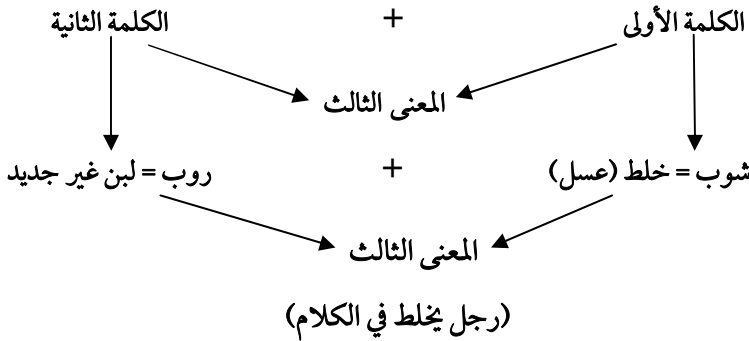 الكلمة الأولى + الكلمة الثانية
المعنى الثالث
شوب = خلط (عسل) + روب = لبن غير جديد
المعنى الثالث
(رجل يخلط في الكلام)